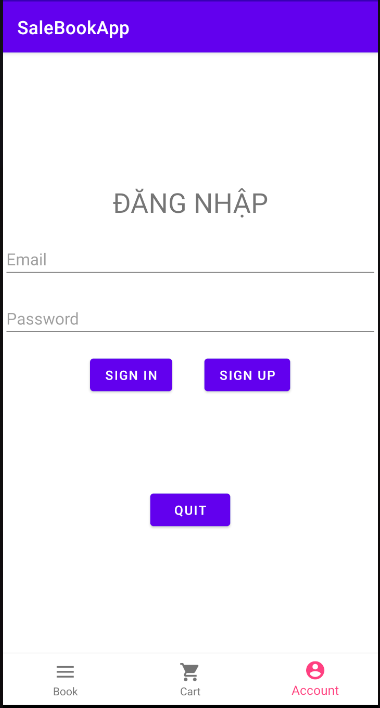 SaleBookApp
ĐĂNG NHẬP
Email
Password
SIGN IN SIGN UP
QUIT
Book Cart Account